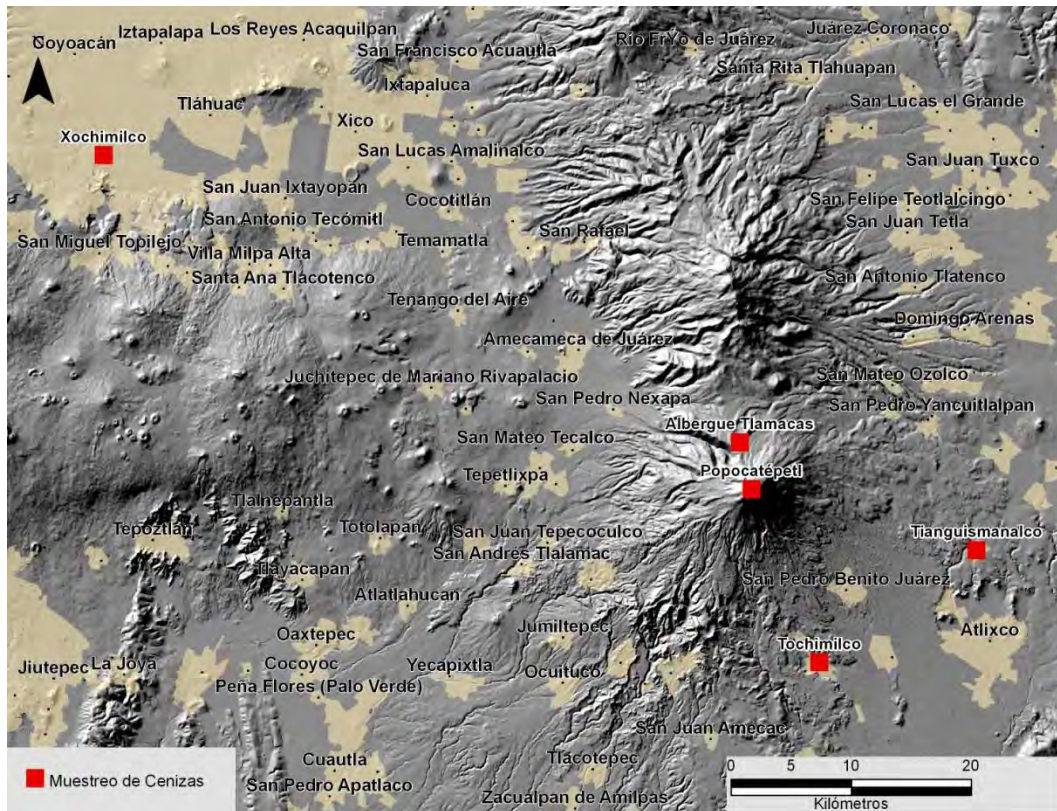 Iztapalapa
Los Reyes Acaquilpan
Coyoacán
San Francisco Acuautla
Río FrYo de Juárez
Juárez Coronaco
Santa Rita Tlahuapan
Ixtapaluca
Tláhuac
San Lucas el Grande
Xico
Xochimilco
San Lucas Amalinalco
San Juan Tuxco
San Juan Ixtayopan
Cocotitlán
San Felipe Teotlalcingo
San Antonio Tecómitl
San Juan Tetla
San Rafael
San Miguel Topilejo
Temamatla
Villa Milpa Alta
Santa Ana Tlacotenco
San Antonio Tlatenco
Tenango del Aire
Domingo Arenas
Amecameca de Juárez
Juchitepec de Mariano Rivapalacio
San Mateo Ozolco
San Pedro Nexapa
San Pedro Yancuitlalpan
Albergue Tlamacas
San Mateo Tecalco
Popocatépetl
Tepetlixpa
Tlalnepantla
Tepoztlán
Totolapan
San Juan Tepecoculco
Tianguismanalco
San Andrés Tlalamac
Tlayacapan
San Pedro Benito Juárez
Atlatlahucan
Oaxtepec
Jumiltepec
Atlixco
Tochimilco
Jiutepec
La Joya
Cocoyoc
Yecapixtla
Ocuituco
Peña Flores (Palo Verde)
San Juan Amecac
Cuautla
Tlacotepec
San Pedro Apatlaco
Zacualpan de Amilpas
Muestreo de Cenizas
0 5 10 20
Kilómetros